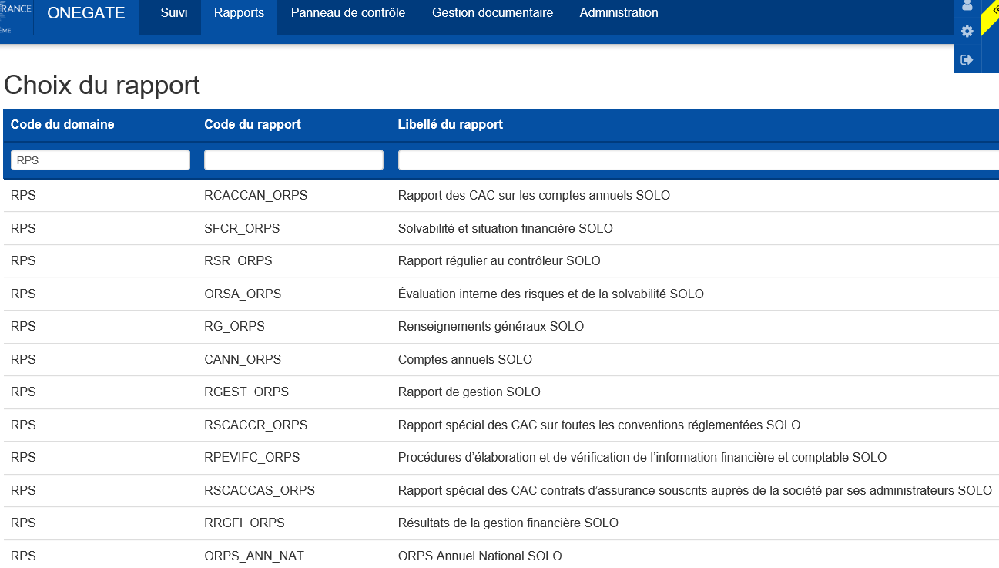 RANCE
ONEGATE Suivi Rapports Panneau de contrôle Gestion documentaire Administration
ÈME
Choix du rapport
Code du domaine Code du rapport Libellé du rapport
RPS
RPS RCACCAN_ORPS Rapport des CAC sur les comptes annuels SOLO
RPS SFCR_ORPS Solvabilité et situation financière SOLO
RPS RSR_ORPS Rapport régulier au contrôleur SOLO
RPS ORSA_ORPS Évaluation interne des risques et de la solvabilité SOLO
RPS RG_ORPS Renseignements généraux SOLO
RPS CANN_ORPS Comptes annuels SOLO
RPS RGEST_ORPS Rapport de gestion SOLO
RPS RSCACCR_ORPS Rapport spécial des CAC sur toutes les conventions réglementées SOLO
RPS RPEVIFC_ORPS Procédures d’élaboration et de vérification de l’information financière et comptable SOLO
RPS RSCACCAS_ORPS Rapport spécial des CAC contrats d’assurance souscrits auprès de la société par ses administrateurs SOLO
RPS RRGFI_ORPS Résultats de la gestion financière SOLO
RPS ORPS_ANN_NAT ORPS Annuel National SOLO